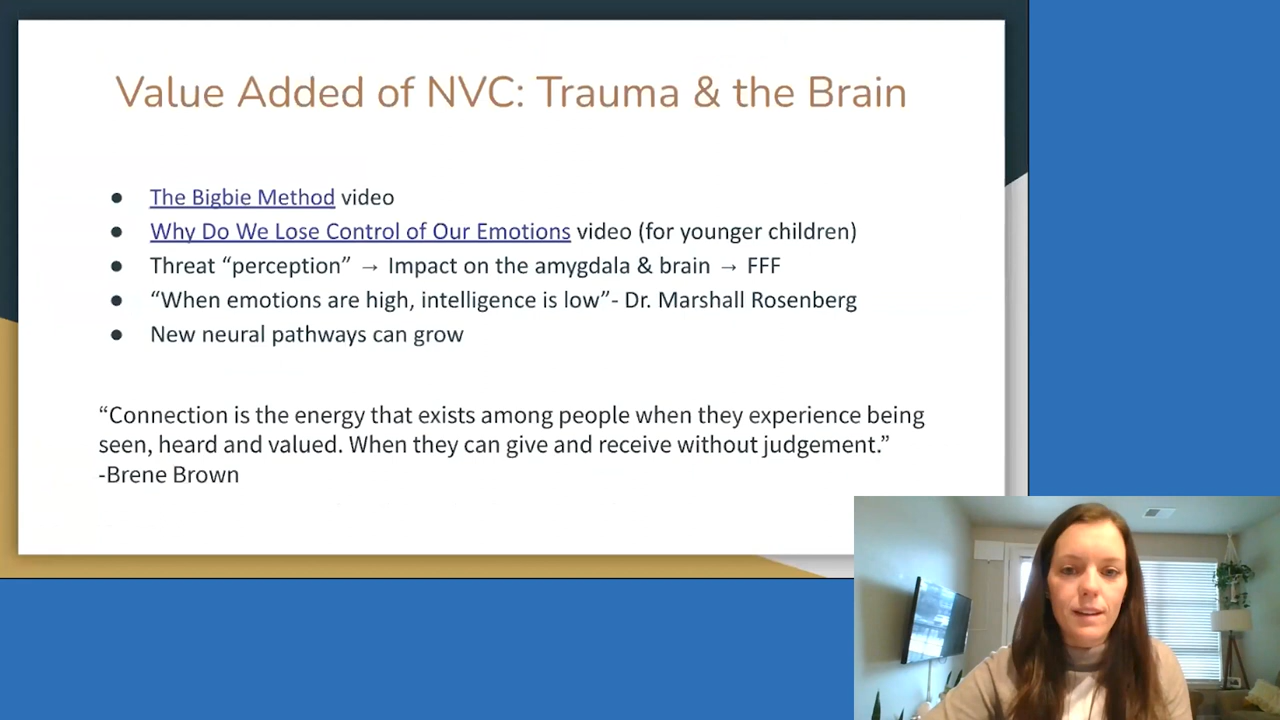 Value Added of NVC: Trauma & the Brain
● The Bigbie Method video
● Why Do We Lose Control of Our Emotions video (for younger children)
● Threat “perception” → Impact on the amygdala & brain → FFF
● “When emotions are high, intelligence is low”- Dr. Marshall Rosenberg
● New neural pathways can grow
“Connection is the energy that exists among people when they experience being
seen, heard and valued. When they can give and receive without judgement.”
-Brene Brown